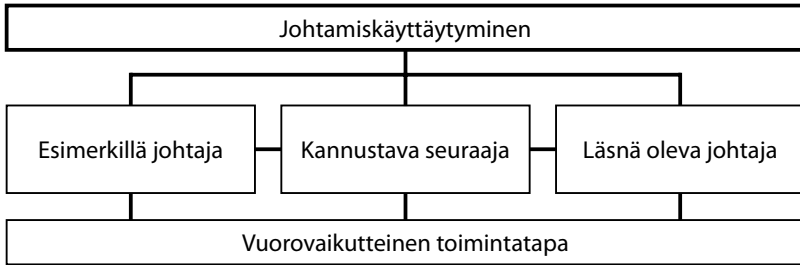 Johtamiskäyttäytyminen
Esimerkillä johtaja
Kannustava seuraaja
Läsnä oleva johtaja
Vuorovaikutteinen toimintatapa